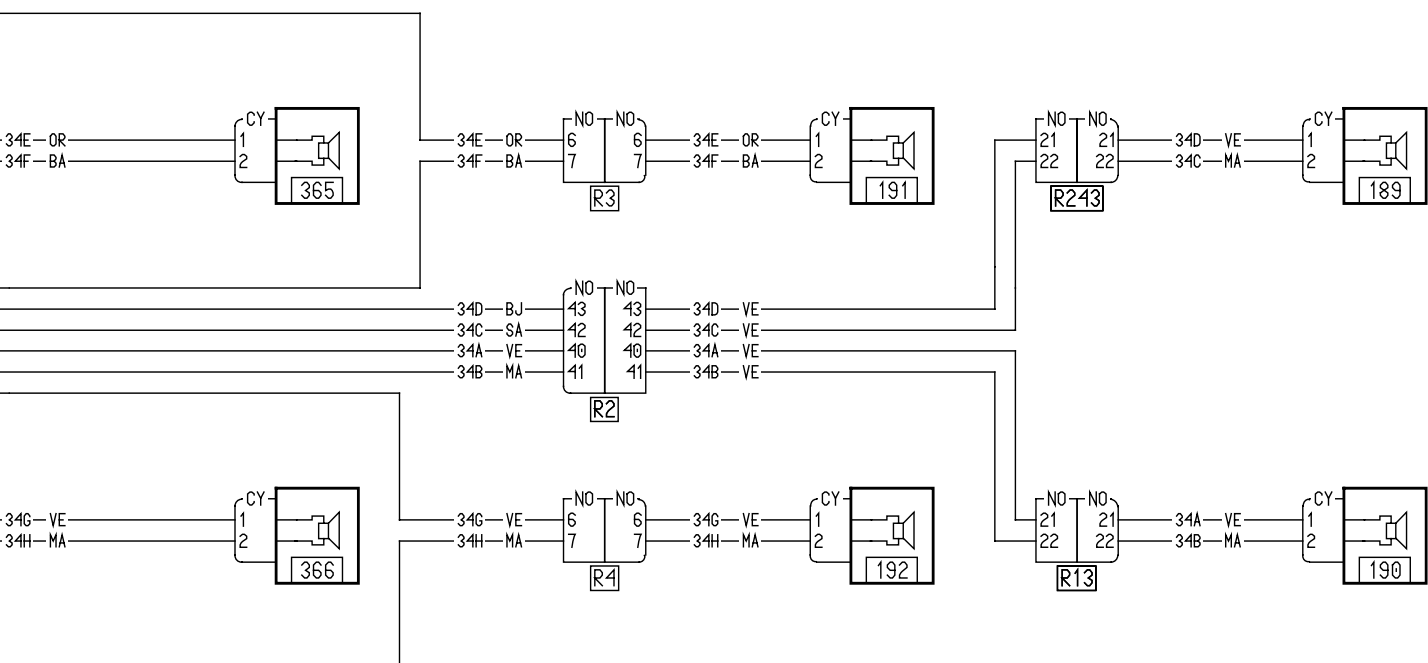 CY NO NO CY NO NO CY
34E OR 1 34E OR 6 6 34E OR 1 21 21 34D VE 1
34F BA 2 34F BA 7 7 34F BA 2 22 22 34C MA 2
365 R3 191 R243 189
NO NO
34D BJ 43 43 34D VE
34C SA 42 42 34C VE
34A VE 40 40 34A VE
34B MA 41 41 34B VE
R2
CY NO NO CY NO NO CY
34G VE 1 34G VE 6 6 34G VE 1 21 21 34A VE 1
34H MA 2 34H MA 7 7 34H MA 2 22 22 34B MA 2
366 R4 192 R13 190